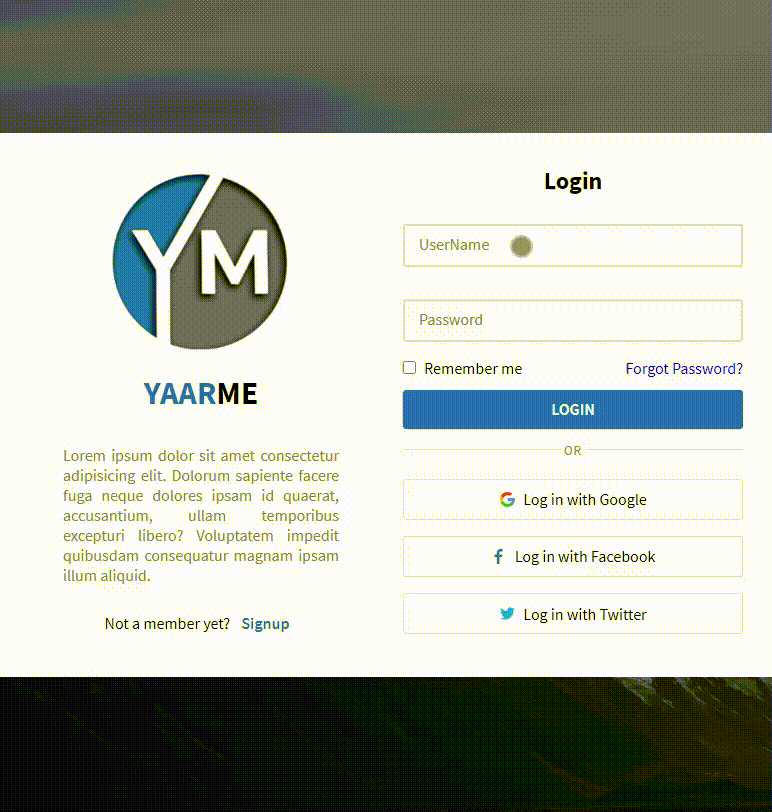 YM
YAARME
Lorem ipsum dolor sit amet consectetur
adipisicing elit. Dolorum sapiente facere
fuga neque dolores ipsam id quaerat,
accusantium, ullam temporibus
excepturi libero? Voluptatem impedit
quibusdam consequatur magnam ipsam
illum aliquid.
Not a member yet? Signup
Login
UserName
Password
Remember me Forgot Password?
LOGIN
OR
Log in with Google
Log in with Facebook
Log in with Twitter